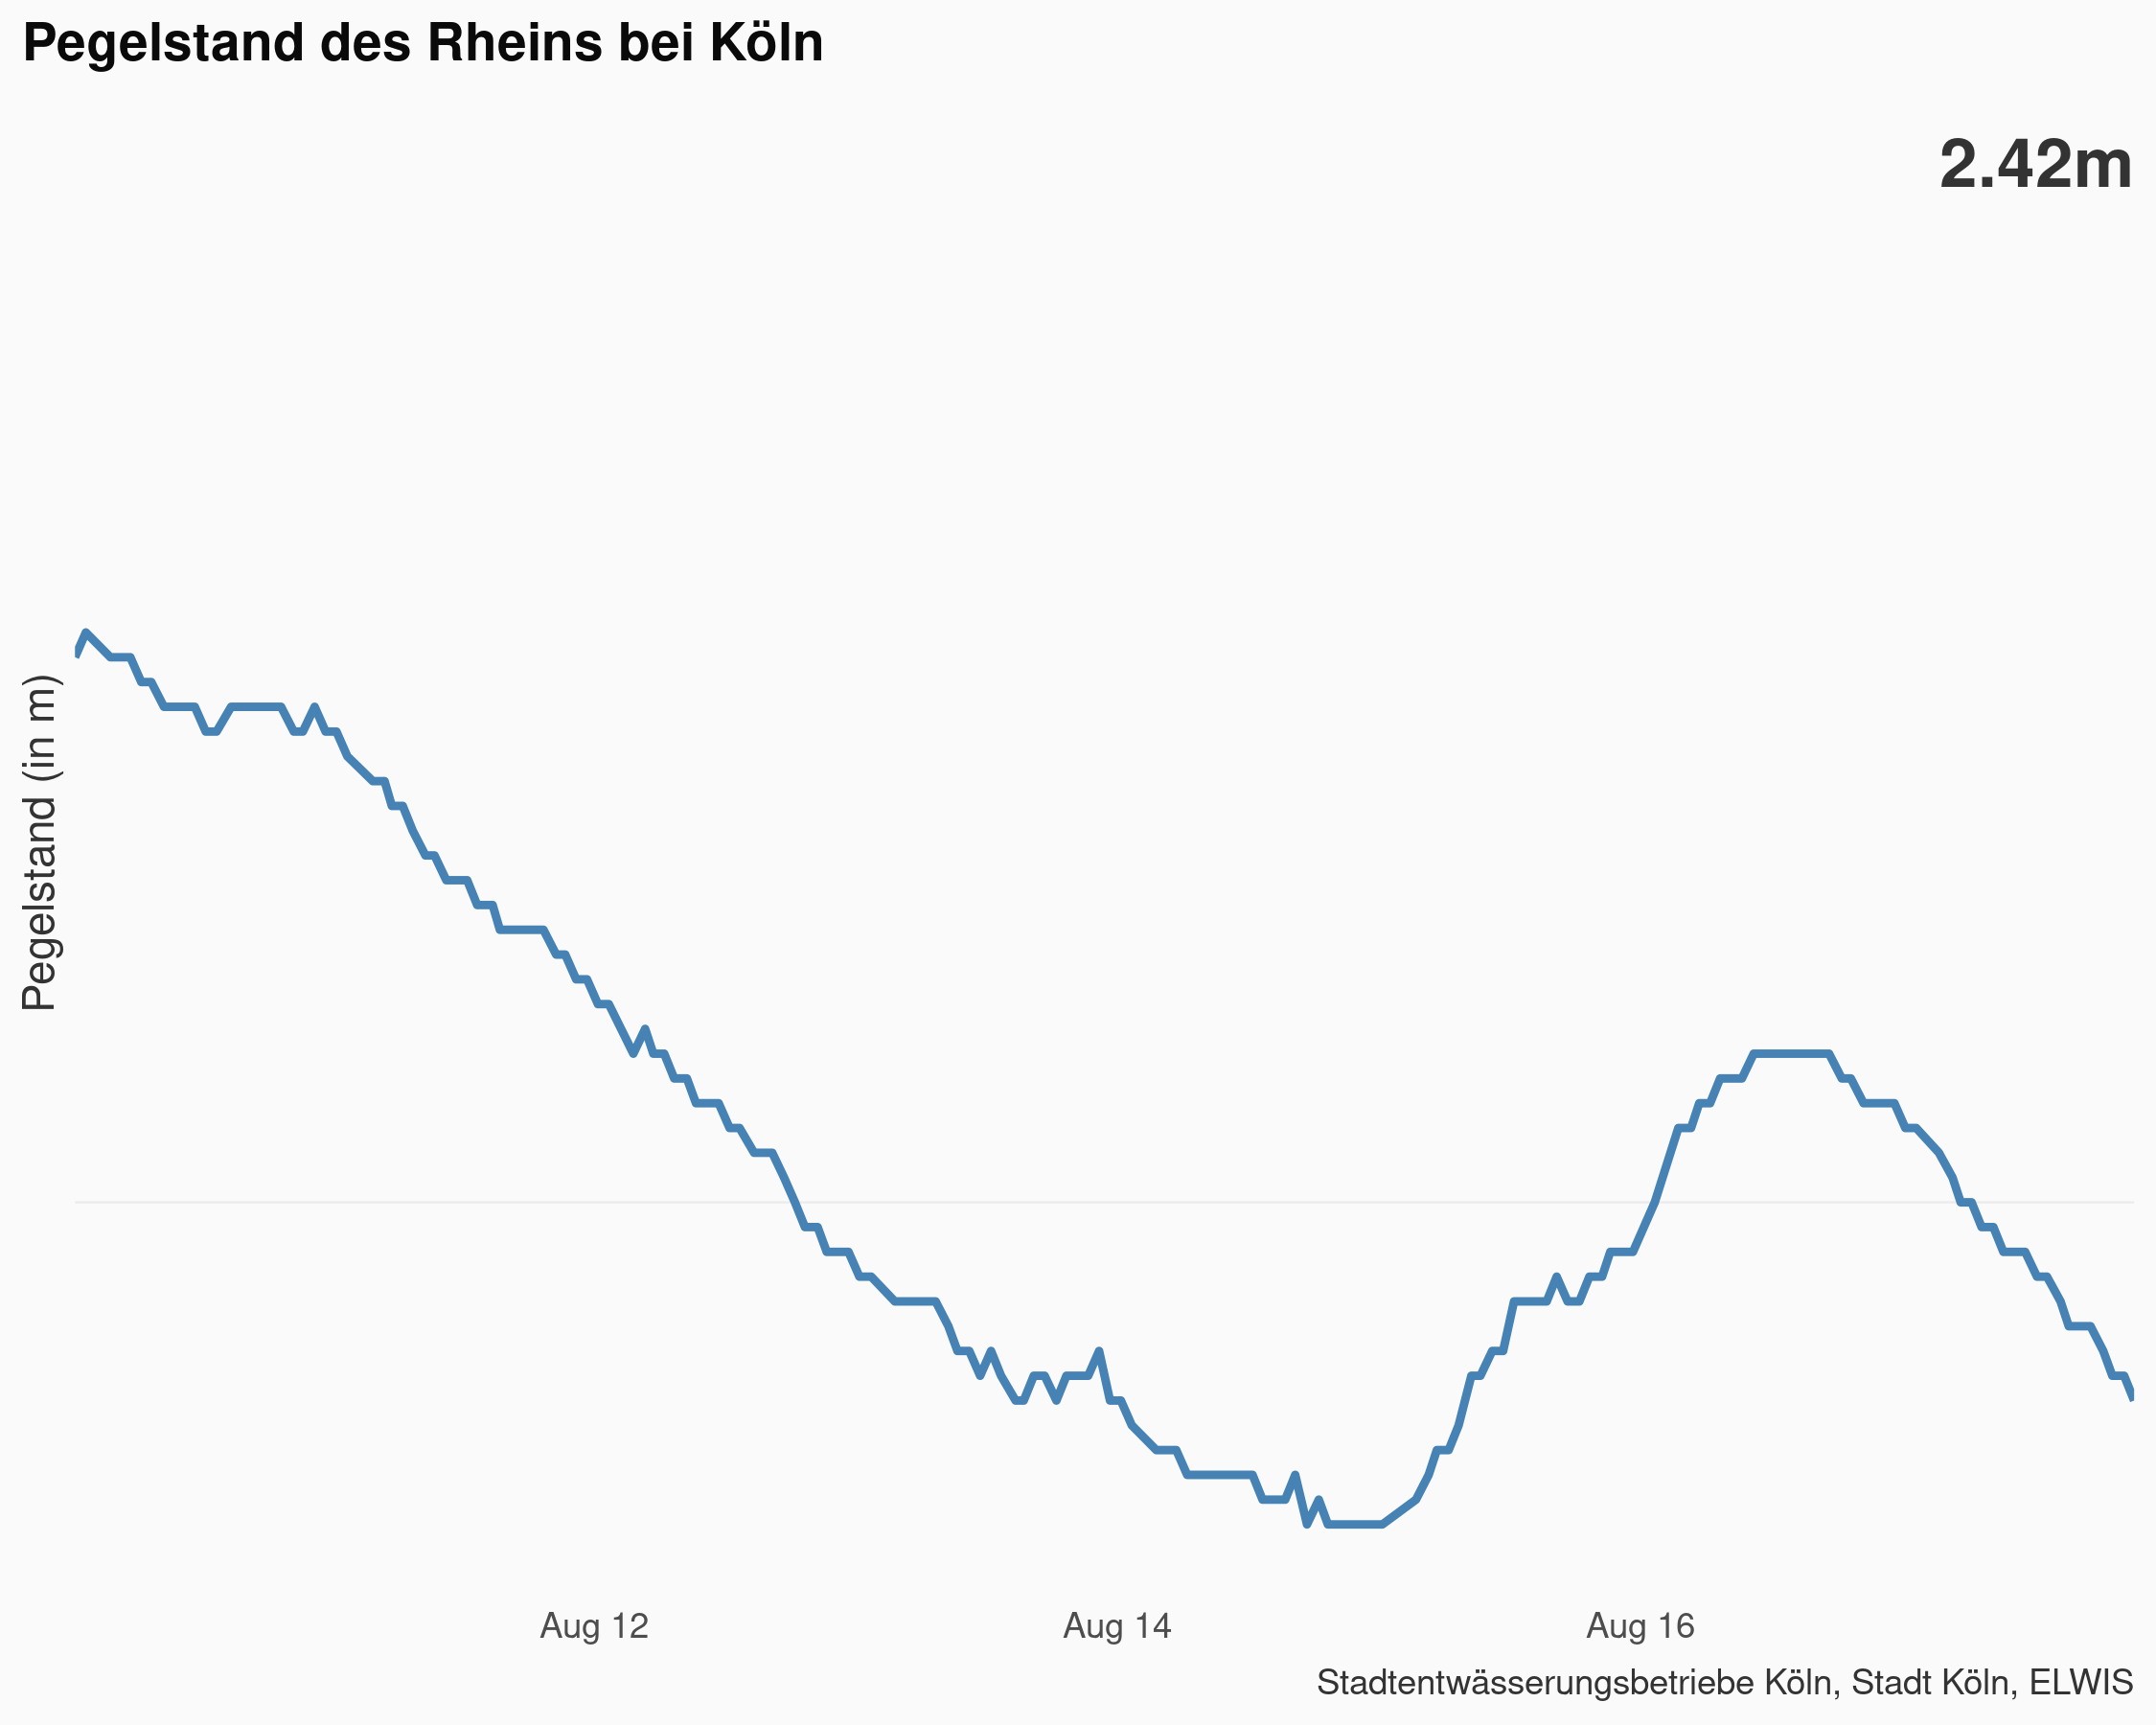 Pegelstand des Rheins bei Köln
2.42m
Pegelstand (in m)
Aug 12
Aug 14
Aug 16
Stadtentwässerungsbetriebe Köln, Stadt Köln, ELWIS